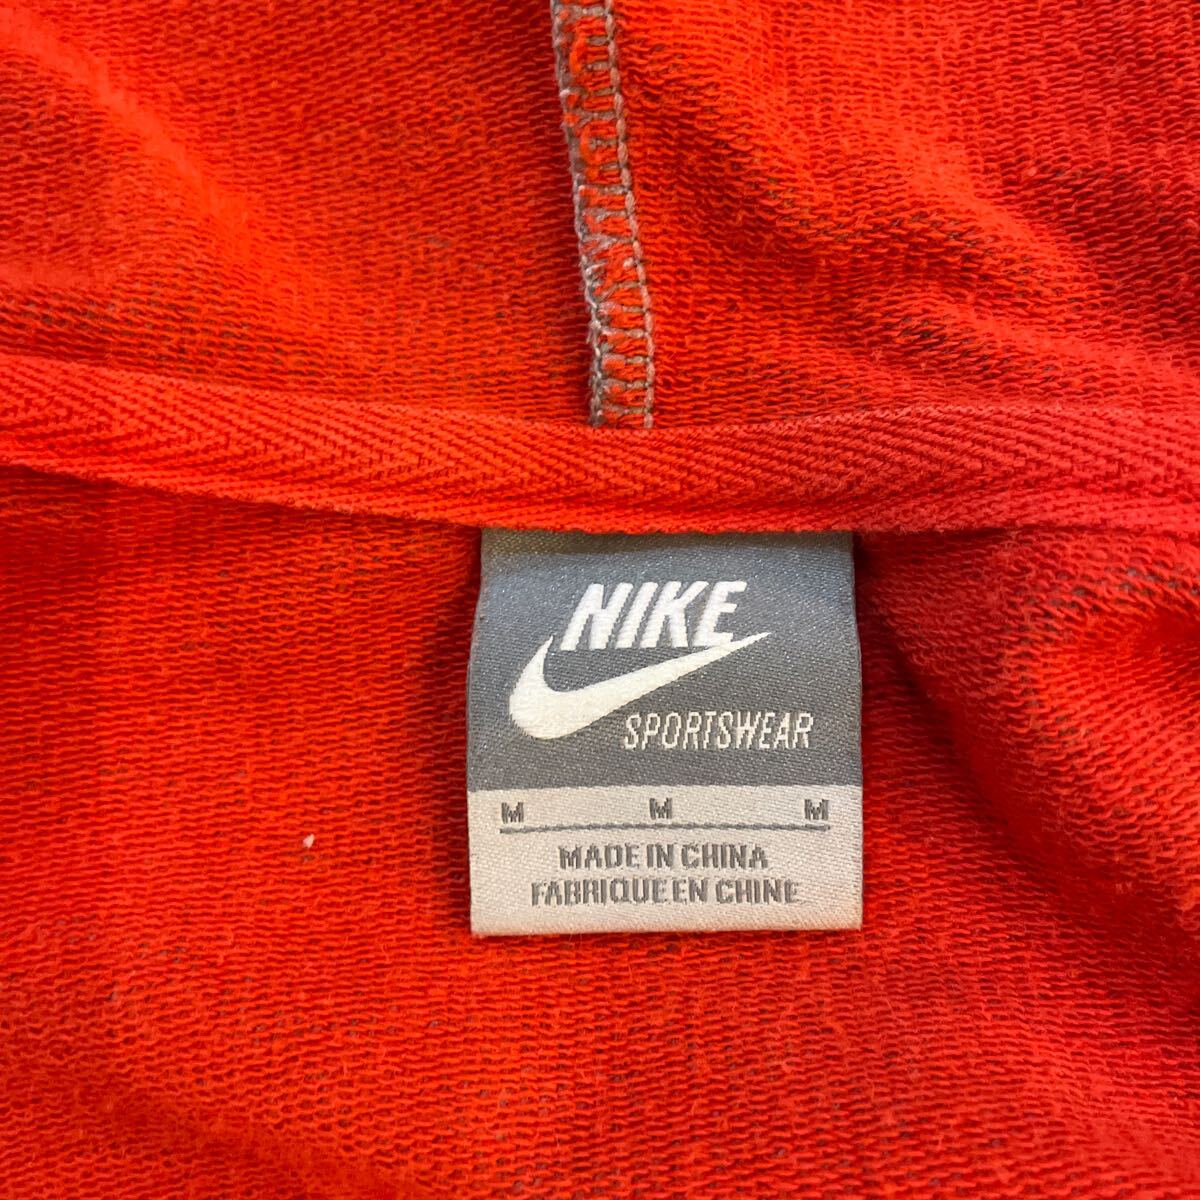 NIKE
SPORTSWEAR
M M M
MADE IN CHINA
FABRIQUE EN CHINE